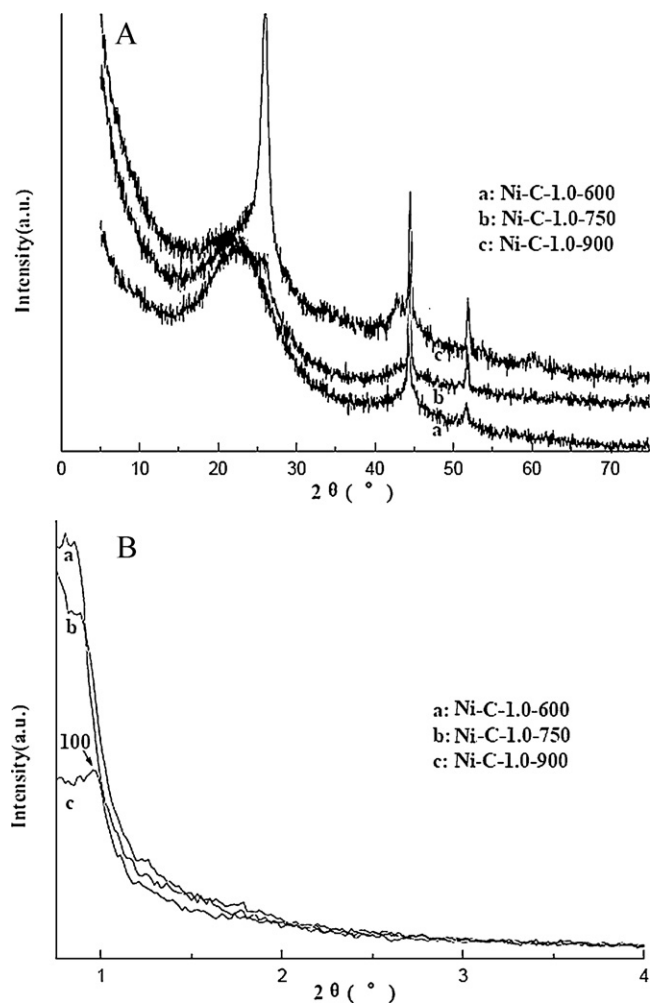 A
Intensity(a.u.)
a: Ni-C-1.0-600
b: Ni-C-1.0-750
c: Ni-C-1.0-900
c
b
a
0 10 20 30 40 50 60 70
2 θ ( ° )
B
a
b
100
c
Intensity(a.u.)
a: Ni-C-1.0-600
b: Ni-C-1.0-750
c: Ni-C-1.0-900
1 2 3 4
2 θ ( ° )